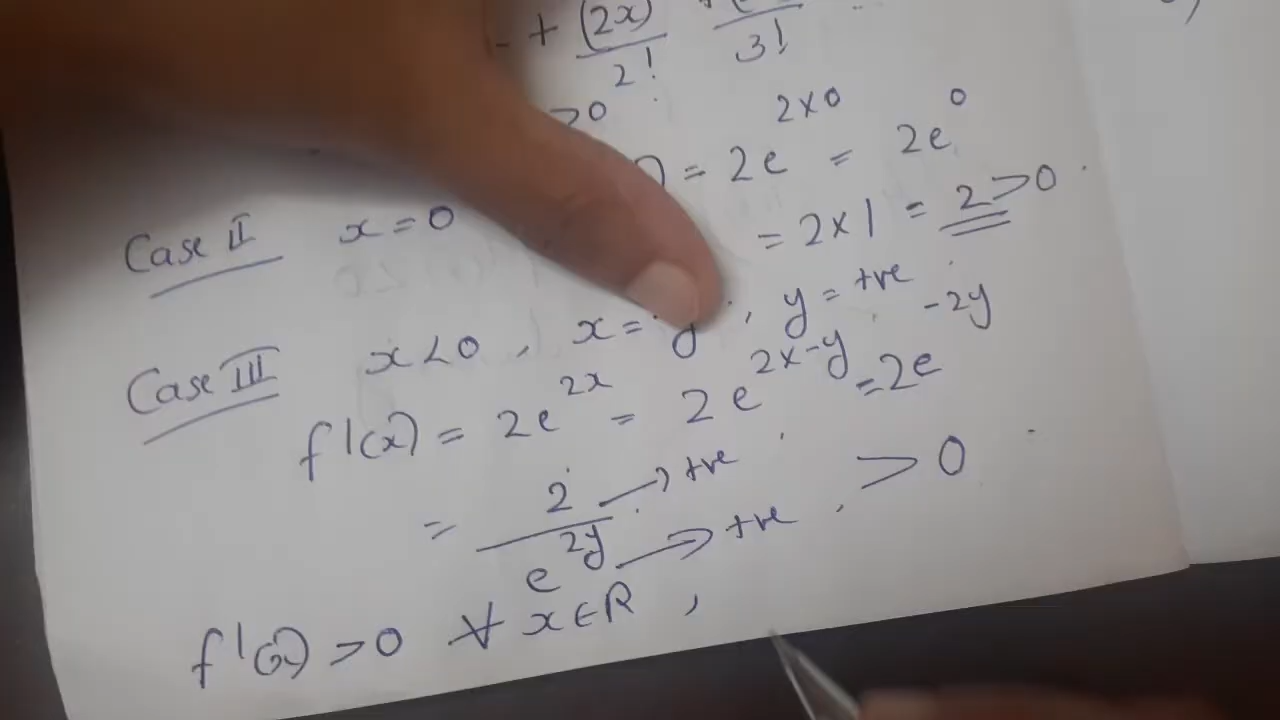 + (2x)/2! + /3! ...
>0
Case II x=0 ) = 2e^{2×0} = 2e^0
= 2×1 = 2>0.
Case III x<0, x=-y, y=+ve
f'(x) = 2e^{2x} = 2e^{2x-y} = 2e^{-2y}
= 2/e^{2y} →+ve →+ve, >0
f'(x)>0 ∀ x∈R,